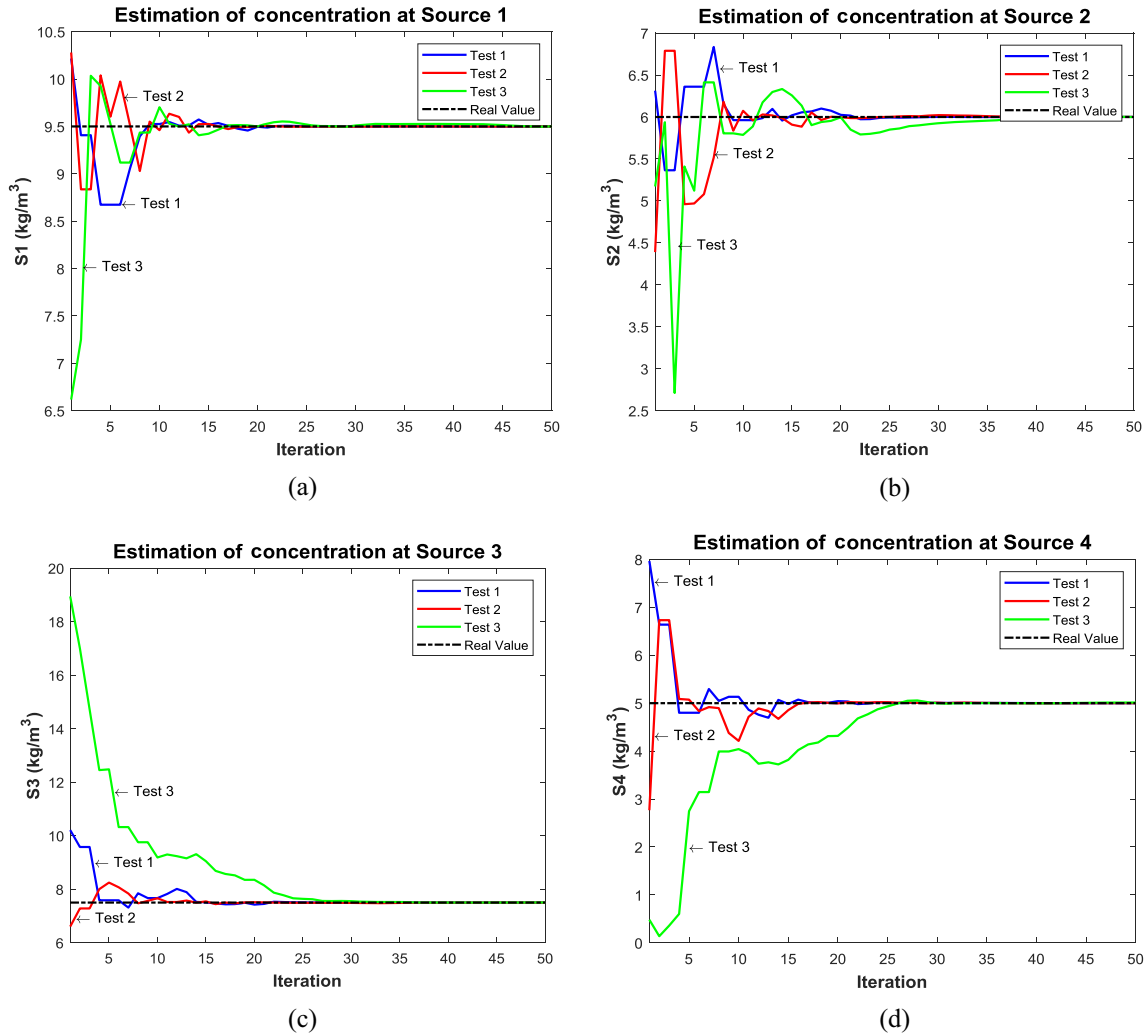 Estimation of concentration at Source 1
S1 (kg/m³)
10.5
10
9.5
9
8.5
8
7.5
7
6.5
Test 1
Test 2
Test 3
Real Value
← Test 2
← Test 1
← Test 3
5 10 15 20 25 30 35 40 45 50
Iteration
(a)
Estimation of concentration at Source 2
S2 (kg/m³)
7
6.5
6
5.5
5
4.5
4
3.5
3
2.5
Test 1
Test 2
Test 3
Real Value
← Test 1
← Test 2
← Test 3
5 10 15 20 25 30 35 40 45 50
Iteration
(b)
Estimation of concentration at Source 3
S3 (kg/m³)
20
18
16
14
12
10
8
6
Test 1
Test 2
Test 3
Real Value
← Test 3
← Test 1
← Test 2
5 10 15 20 25 30 35 40 45 50
Iteration
(c)
Estimation of concentration at Source 4
S4 (kg/m³)
8
7
6
5
4
3
2
1
0
Test 1
Test 2
Test 3
Real Value
← Test 1
← Test 2
← Test 3
5 10 15 20 25 30 35 40 45 50
Iteration
(d)